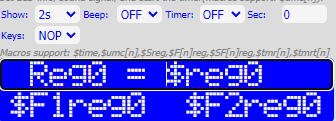 Show: 2s Beep: OFF Timer: OFF Sec: 0
Keys: NOP
Macros support: $time,$umc[n],$Sreg,$F[n]reg,$SF[n]reg,$tmr[n],$tmrt[n]
Reg0 = $reg0
$F1reg0 $F2reg0